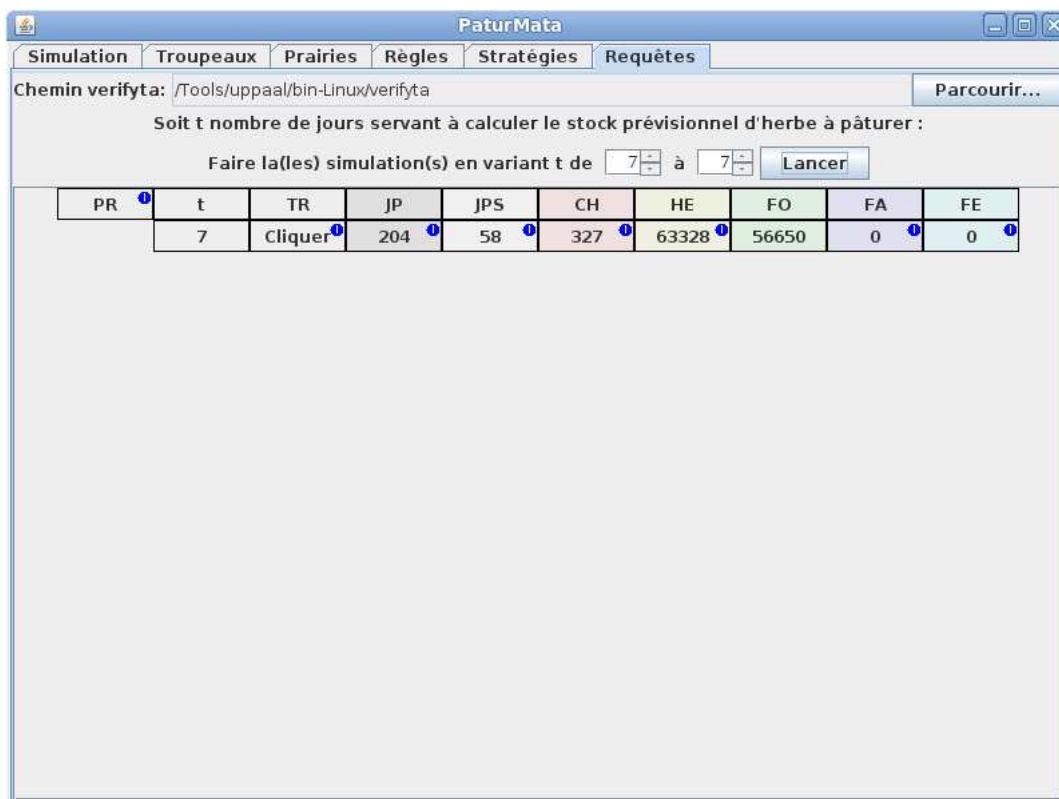 PaturMata
Simulation Troupeaux Prairies Règles Stratégies Requêtes
Chemin verifyta: /Tools/uppaal/bin-Linux/verifyta Parcourir...
Soit t nombre de jours servant à calculer le stock prévisionnel d'herbe à pâturer :
Faire la(les) simulation(s) en variant t de 7 à 7 Lancer
PR t TR JP JPS CH HE FO FA FE
7 Cliquer 204 58 327 63328 56650 0 0